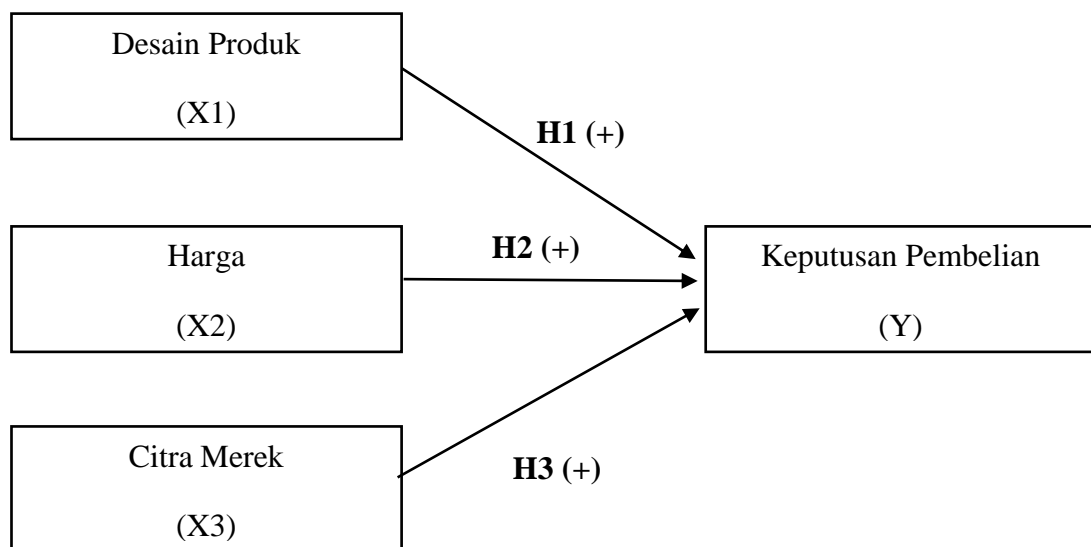 Desain Produk
(X1)
H1 (+)
Harga
(X2)
H2 (+)
Keputusan Pembelian
(Y)
Citra Merek
(X3)
H3 (+)